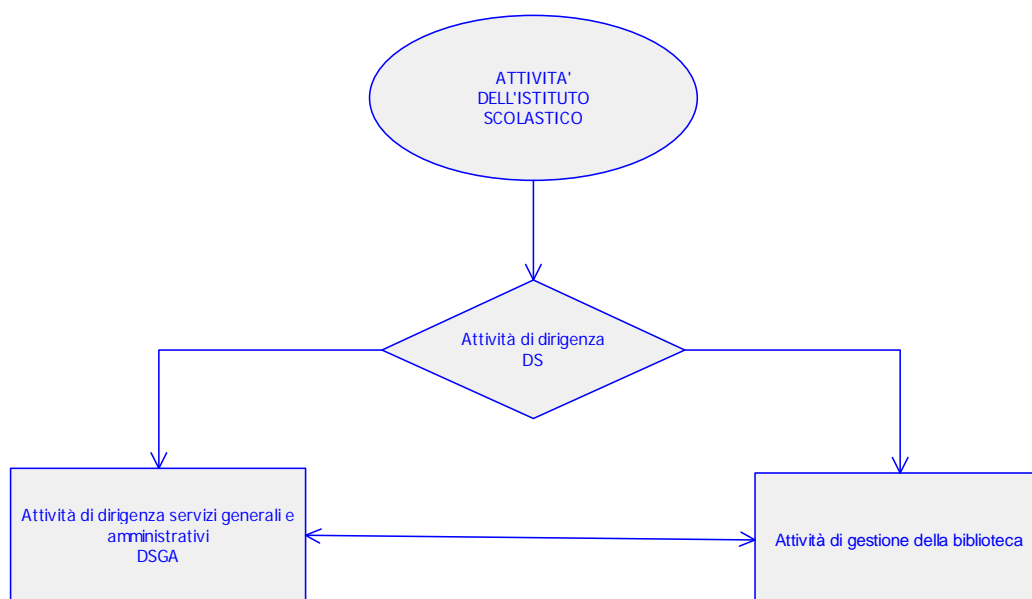 ATTIVITA'
DELL'ISTITUTO
SCOLASTICO
Attività di dirigenza
DS
Attività di dirigenza servizi generali e
amministrativi
DSGA
Attività di gestione della biblioteca